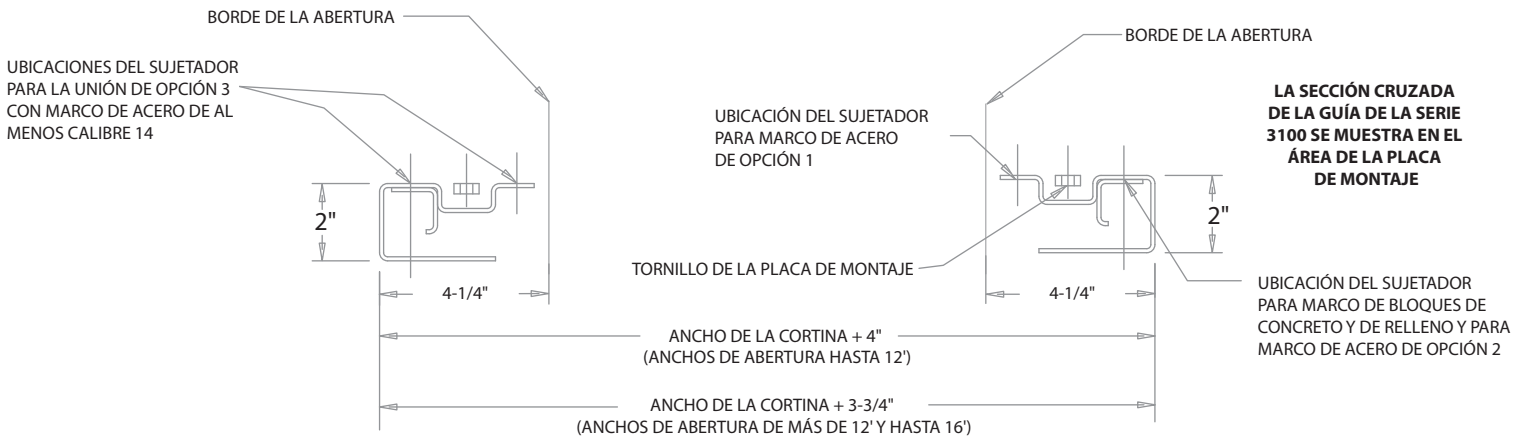 BORDE DE LA ABERTURA
UBICACIONES DEL SUJETADOR
PARA LA UNIÓN DE OPCIÓN 3
CON MARCO DE ACERO DE AL
MENOS CALIBRE 14
2"
4-1/4"
BORDE DE LA ABERTURA
UBICACIÓN DEL SUJETADOR
PARA MARCO DE ACERO
DE OPCIÓN 1
LA SECCIÓN CRUZADA
DE LA GUÍA DE LA SERIE
3100 SE MUESTRA EN EL
ÁREA DE LA PLACA
DE MONTAJE
2"
TORNILLO DE LA PLACA DE MONTAJE
4-1/4"
UBICACIÓN DEL SUJETADOR
PARA MARCO DE BLOQUES DE
CONCRETO Y DE RELLENO Y PARA
MARCO DE ACERO DE OPCIÓN 2
ANCHO DE LA CORTINA + 4"
(ANCHOS DE ABERTURA HASTA 12')
ANCHO DE LA CORTINA + 3-3/4"
(ANCHOS DE ABERTURA DE MÁS DE 12' Y HASTA 16')